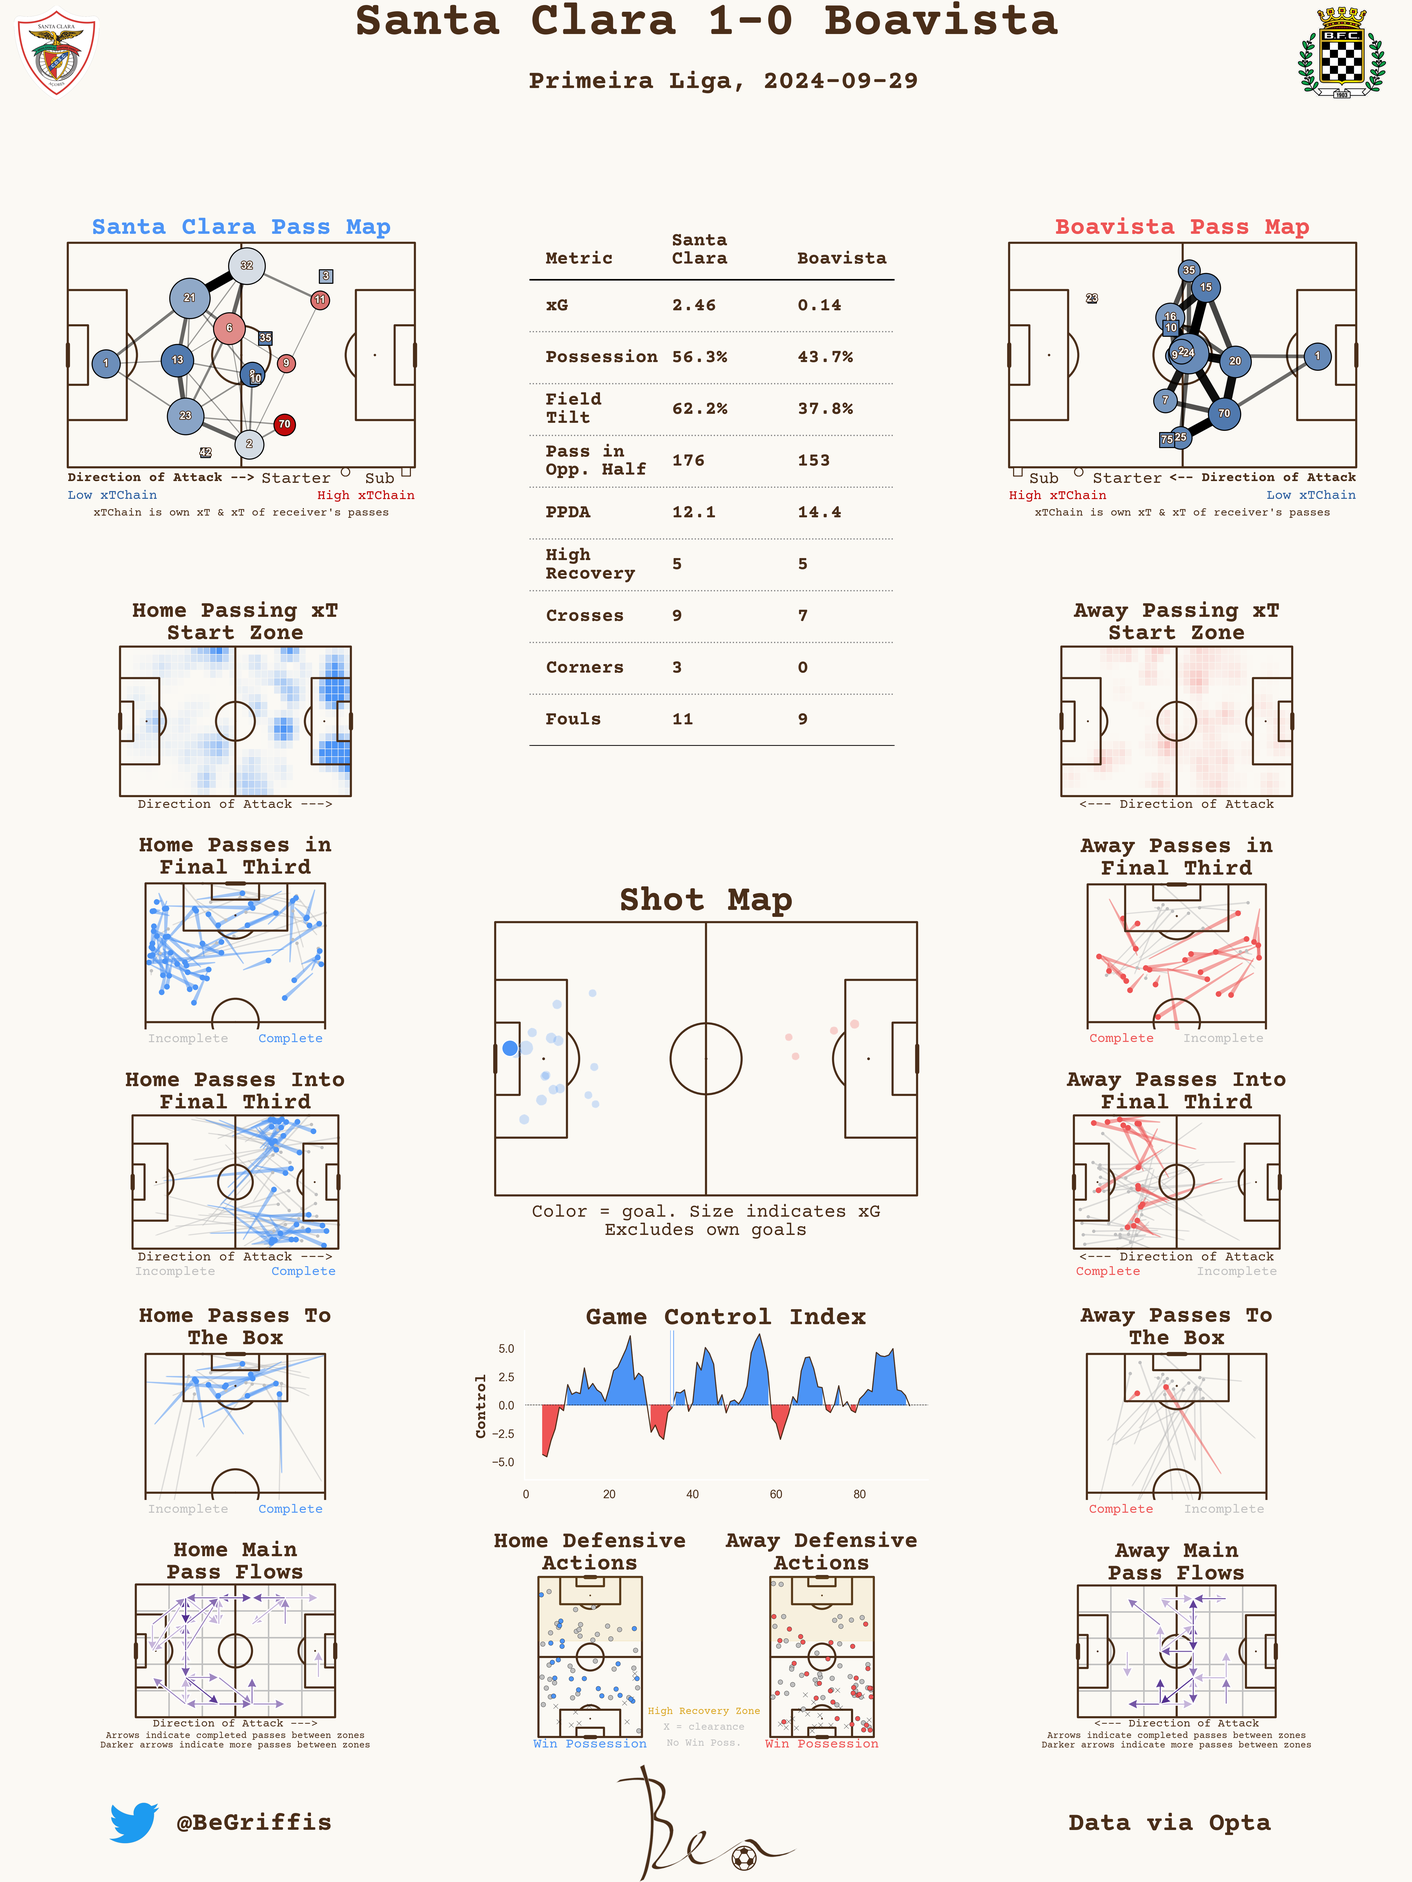 Santa Clara 1-0 Boavista
Primeira Liga, 2024-09-29
SANTA CLARA
AÇORES
B.F.C.
1903
Santa Clara Pass Map
32
3
21
11
6
35
1
13
9
8
10
23
70
2
42
Direction of Attack --> Starter Sub
Low xTChain High xTChain
xTChain is own xT & xT of receiver's passes
Metric Santa Clara Boavista
xG 2.46 0.14
Possession 56.3% 43.7%
Field Tilt 62.2% 37.8%
Pass in Opp. Half 176 153
PPDA 12.1 14.4
High Recovery 5 5
Crosses 9 7
Corners 3 0
Fouls 11 9
Boavista Pass Map
35
15
23
16
10
9
2
24
20
1
7
70
75
25
Sub Starter <-- Direction of Attack
High xTChain Low xTChain
xTChain is own xT & xT of receiver's passes
Home Passing xT
Start Zone
Direction of Attack --->
Away Passing xT
Start Zone
<--- Direction of Attack
Home Passes in
Final Third
Incomplete Complete
Away Passes in
Final Third
Complete Incomplete
Shot Map
Color = goal. Size indicates xG
Excludes own goals
Home Passes Into
Final Third
Direction of Attack --->
Incomplete Complete
Away Passes Into
Final Third
<--- Direction of Attack
Complete Incomplete
Home Passes To
The Box
Incomplete Complete
Game Control Index
Control
5.0
2.5
0.0
−2.5
−5.0
0 20 40 60 80
Away Passes To
The Box
Complete Incomplete
Home Main
Pass Flows
Direction of Attack --->
Arrows indicate completed passes between zones
Darker arrows indicate more passes between zones
Home Defensive
Actions
Win Possession
High Recovery Zone
X = clearance
No Win Poss.
Away Defensive
Actions
Win Possession
Away Main
Pass Flows
<--- Direction of Attack
Arrows indicate completed passes between zones
Darker arrows indicate more passes between zones
@BeGriffis
Ben
Data via Opta